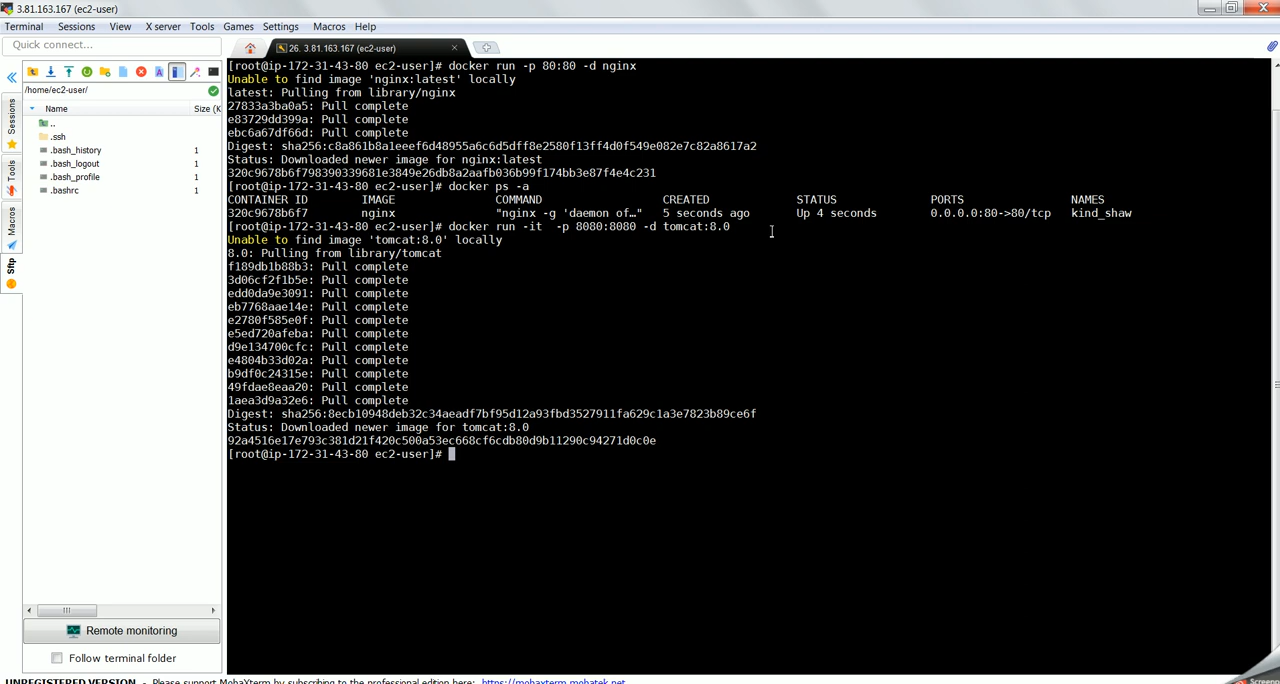 3.81.163.167 (ec2-user)
Terminal Sessions View X server Tools Games Settings Macros Help
Quick connect...
26. 3.81.163.167 (ec2-user)
/home/ec2-user/
Name Size (K
..
.ssh
.bash_history 1
.bash_logout 1
.bash_profile 1
.bashrc 1
Sessions
Tools
Macros
Sftp
[root@ip-172-31-43-80 ec2-user]# docker run -p 80:80 -d nginx
Unable to find image 'nginx:latest' locally
latest: Pulling from library/nginx
27833a3ba0a5: Pull complete
e83729dd399a: Pull complete
ebc6a67df66d: Pull complete
Digest: sha256:c8a861b8a1eeef6d48955a6c6d5dff8e2580f13ff4d0f549e082e7c82a8617a2
Status: Downloaded newer image for nginx:latest
320c9678b6f798390339681e3849e26db8a2aafb036b99f174bb3e87f4e4c231
[root@ip-172-31-43-80 ec2-user]# docker ps -a
CONTAINER ID IMAGE COMMAND CREATED STATUS PORTS NAMES
320c9678b6f7 nginx "nginx -g 'daemon of…" 5 seconds ago Up 4 seconds 0.0.0.0:80->80/tcp kind_shaw
[root@ip-172-31-43-80 ec2-user]# docker run -it  -p 8080:8080 -d tomcat:8.0
Unable to find image 'tomcat:8.0' locally
8.0: Pulling from library/tomcat
f189db1b88b3: Pull complete
3d06cf2f1b5e: Pull complete
edd0da9e3091: Pull complete
eb7768aae14e: Pull complete
e2780f585e0f: Pull complete
e5ed720afeba: Pull complete
d9e134700cfc: Pull complete
e4804b33d02a: Pull complete
b9df0c24315e: Pull complete
49fdae8eaa20: Pull complete
1aea3d9a32e6: Pull complete
Digest: sha256:8ecb10948deb32c34aeadf7bf95d12a93fbd3527911fa629c1a3e7823b89ce6f
Status: Downloaded newer image for tomcat:8.0
92a4516e17e793c381d21f420c500a53ec668cf6cdb80d9b11290c94271d0c0e
[root@ip-172-31-43-80 ec2-user]#
Remote monitoring
Follow terminal folder
UNREGISTERED VERSION - Please support MobaXterm by subscribing to the professional edition here: https://mobaxterm.mobatek.net